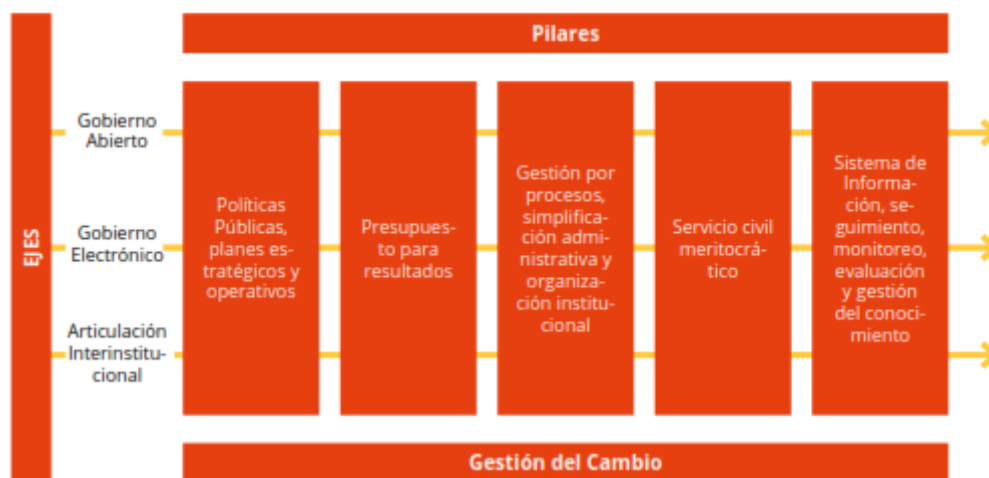 Pilares
EJES
Gobierno
Abierto
Gobierno
Electrónico
Articulación
Interinstitu-
cional
Políticas
Públicas,
planes es-
tratégicos y
operativos
Presupues-
to para
resultados
Gestión por
procesos,
simplifica-
ción admi-
nistrativa y
organiza-
ción institu-
cional
Servicio civil
meritocrá-
tico
Sistema de
Informa-
ción, se-
guimiento,
monitoreo,
evaluación
y gestión
del conoci-
miento
Gestión del Cambio